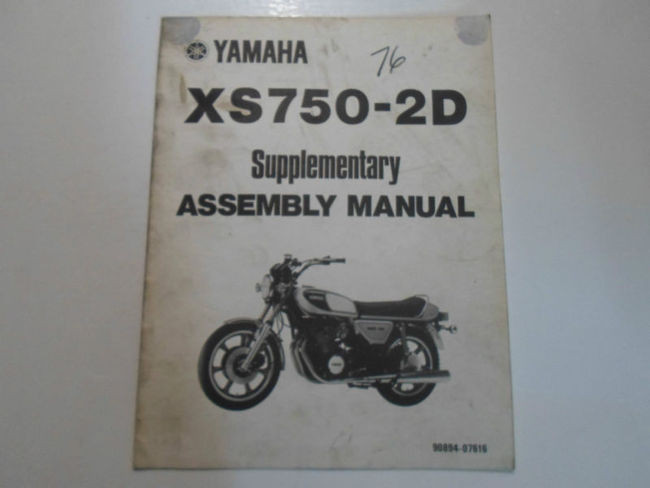 YAMAHA
76
XS750-2D
Supplementary
ASSEMBLY MANUAL
90894-07616